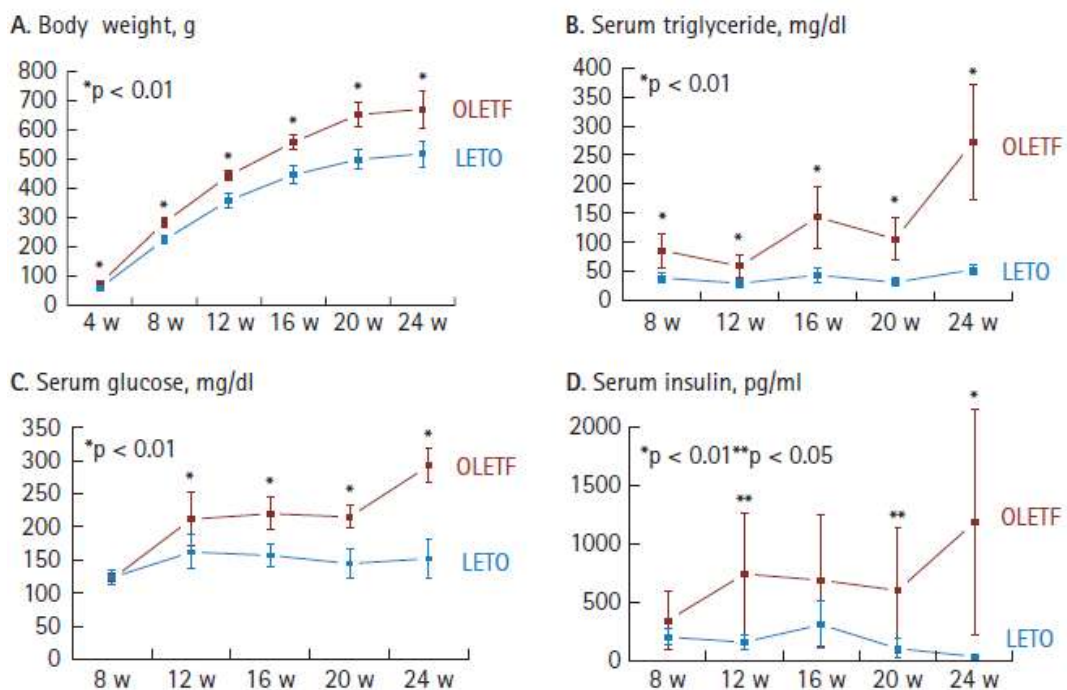 A. Body weight, g
800
700
600
500
400
300
200
100
0
*p < 0.01
*
*
*
*
*
*
OLETF
LETO
4 w 8 w 12 w 16 w 20 w 24 w
B. Serum triglyceride, mg/dl
400
350
300
250
200
150
100
50
0
*p < 0.01
*
*
*
*
*
OLETF
LETO
8 w 12 w 16 w 20 w 24 w
C. Serum glucose, mg/dl
350
300
250
200
150
100
50
0
*p < 0.01
*
*
*
*
OLETF
LETO
8 w 12 w 16 w 20 w 24 w
D. Serum insulin, pg/ml
2000
1500
1000
500
0
*p < 0.01**p < 0.05
**
**
*
OLETF
LETO
8 w 12 w 16 w 20 w 24 w